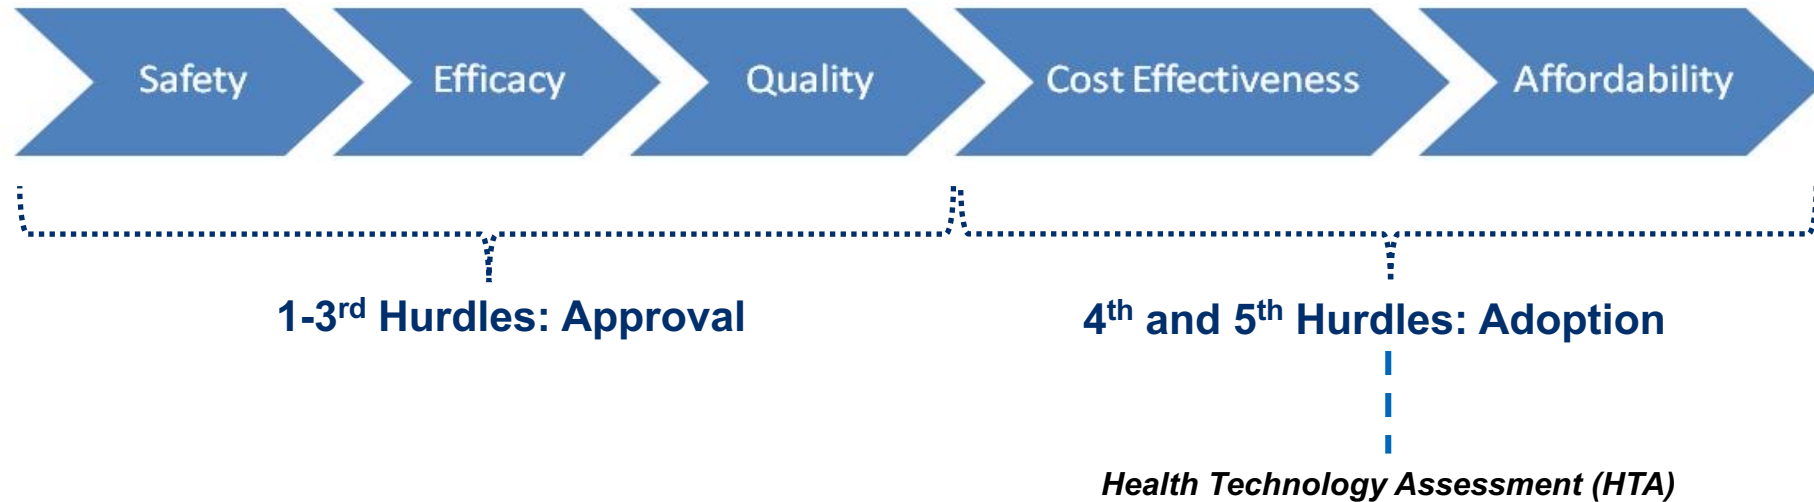 Safety Efficacy Quality Cost Effectiveness Affordability
1-3rd Hurdles: Approval
4th and 5th Hurdles: Adoption
Health Technology Assessment (HTA)